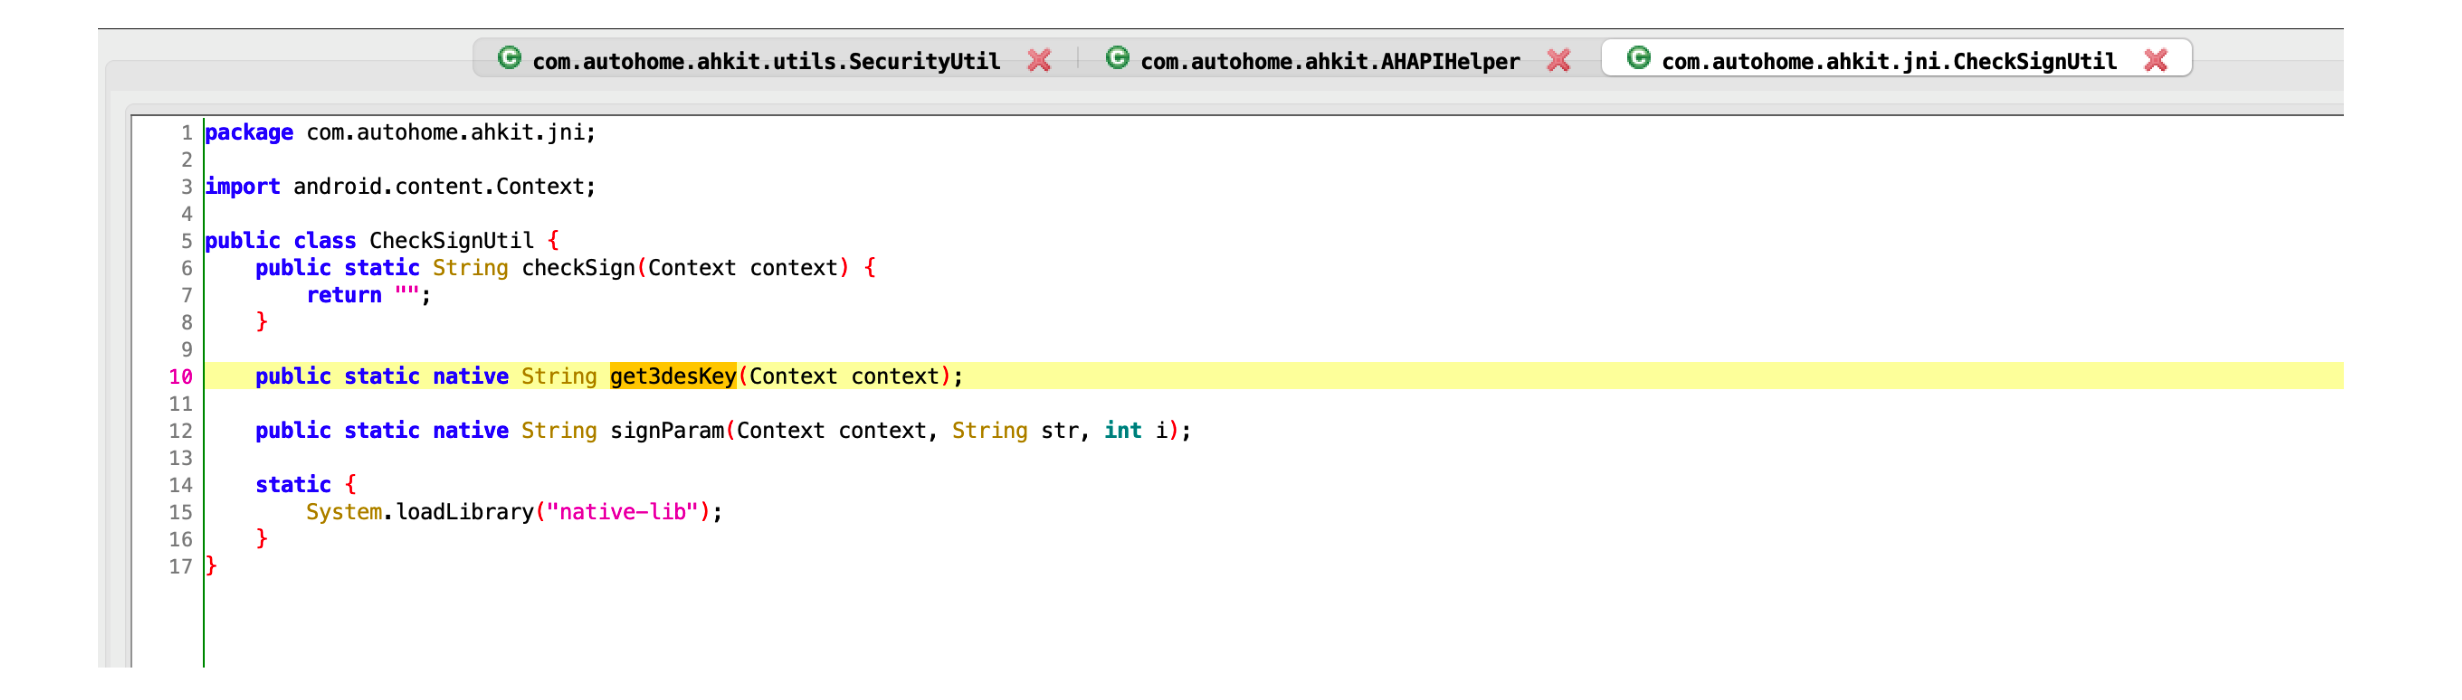 com.autohome.ahkit.utils.SecurityUtil com.autohome.ahkit.AHAPIHelper com.autohome.ahkit.jni.CheckSignUtil
1 package com.autohome.ahkit.jni;
2
3 import android.content.Context;
4
5 public class CheckSignUtil {
6     public static String checkSign(Context context) {
7         return "";
8     }
9
10     public static native String get3desKey(Context context);
11
12     public static native String signParam(Context context, String str, int i);
13
14     static {
15         System.loadLibrary("native-lib");
16     }
17 }